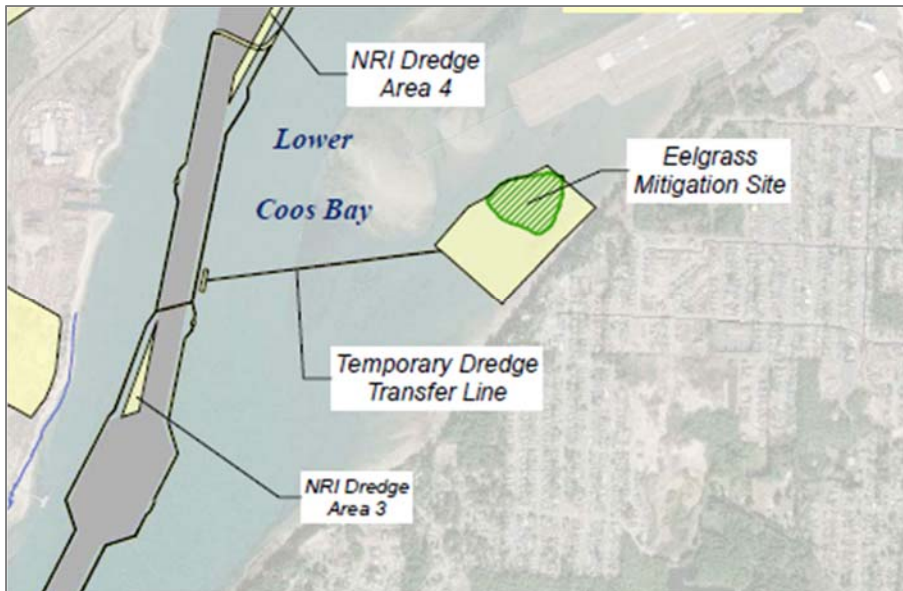 NRI Dredge
Area 4
Lower
Coos Bay
Eelgrass
Mitigation Site
Temporary Dredge
Transfer Line
NRI Dredge
Area 3